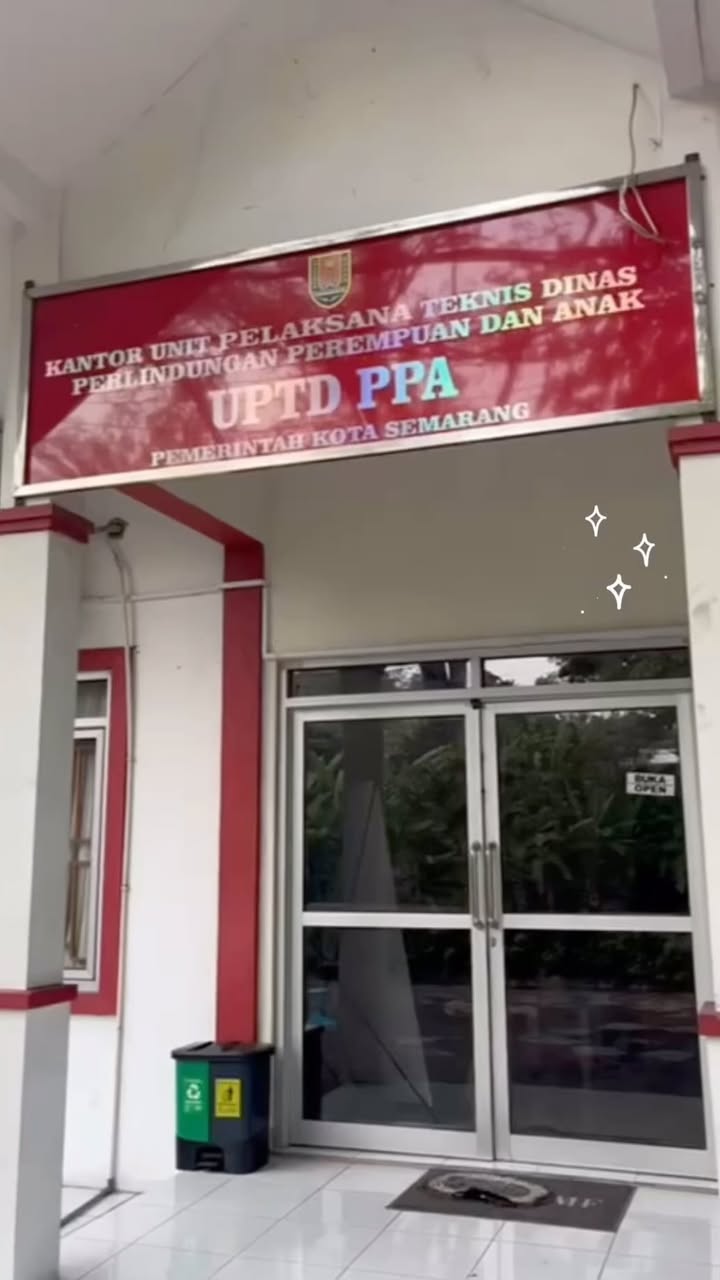 KANTOR UNIT PELAKSANA TEKNIS DINAS
PERLINDUNGAN PEREMPUAN DAN ANAK
UPTD PPA
PEMERINTAH KOTA SEMARANG
BUKA
OPEN